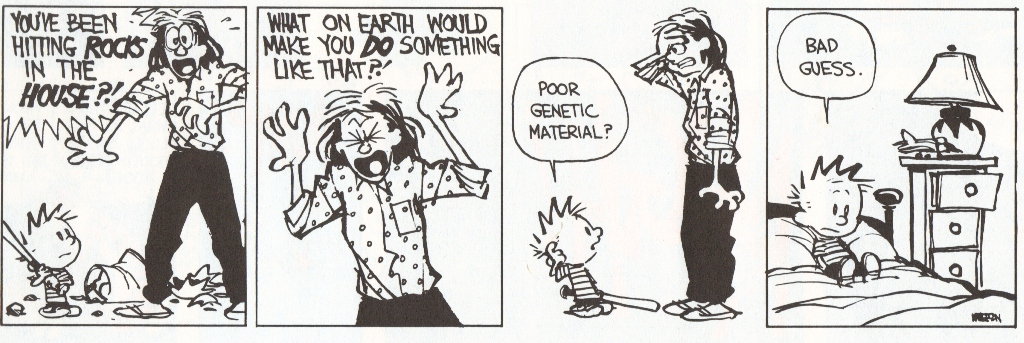 YOU'VE BEEN
HITTING ROCKS
IN THE
HOUSE?!
WHAT ON EARTH WOULD
MAKE YOU DO SOMETHING
LIKE THAT?!
POOR
GENETIC
MATERIAL?
BAD
GUESS.